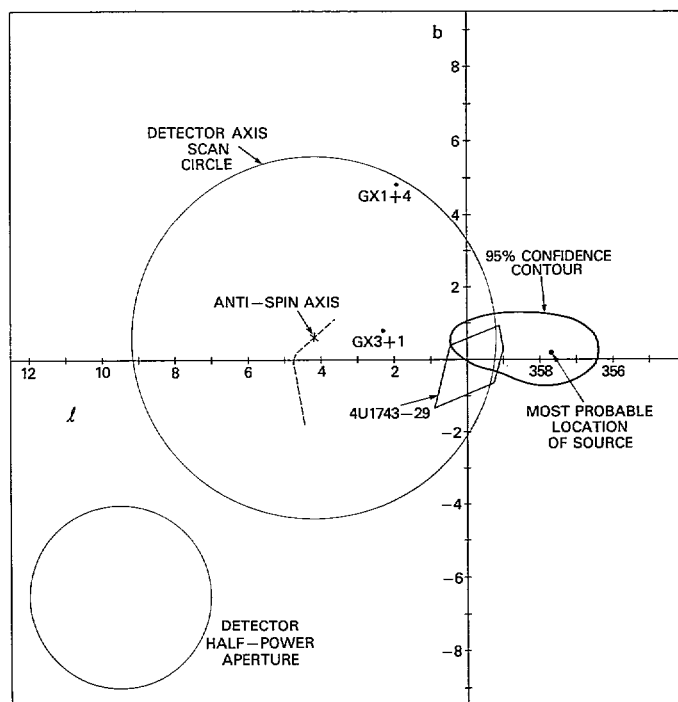 b
8
DETECTOR AXIS
SCAN
CIRCLE
6
GX1+4
4
95% CONFIDENCE
CONTOUR
2
ANTI—SPIN AXIS
GX3+1
12 10 8 6 4 2 358 356
4U1743—29
MOST PROBABLE
LOCATION
OF SOURCE
l
—2
—4
—6
DETECTOR
HALF—POWER
APERTURE
—8